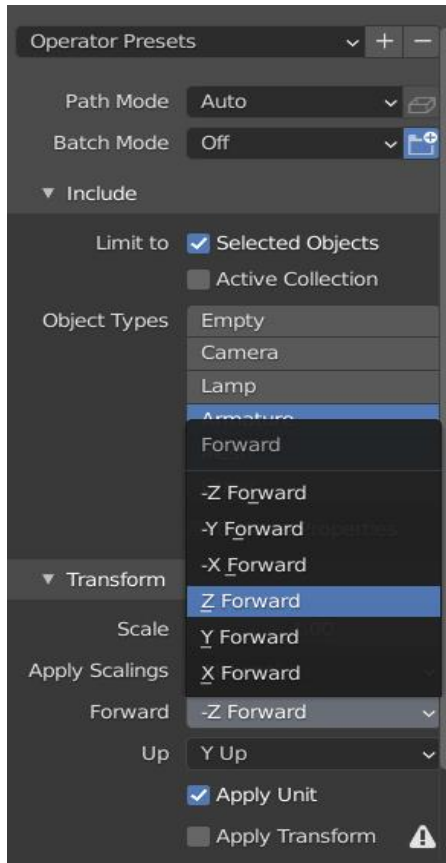 Operator Presets
Path Mode Auto
Batch Mode Off
Include
Limit to Selected Objects
Active Collection
Object Types Empty
Camera
Lamp
Armature
Forward
-Z Forward
-Y Forward
-X Forward
Z Forward
Y Forward
X Forward
Transform
Scale
Apply Scalings
Forward -Z Forward
Up Y Up
Apply Unit
Apply Transform